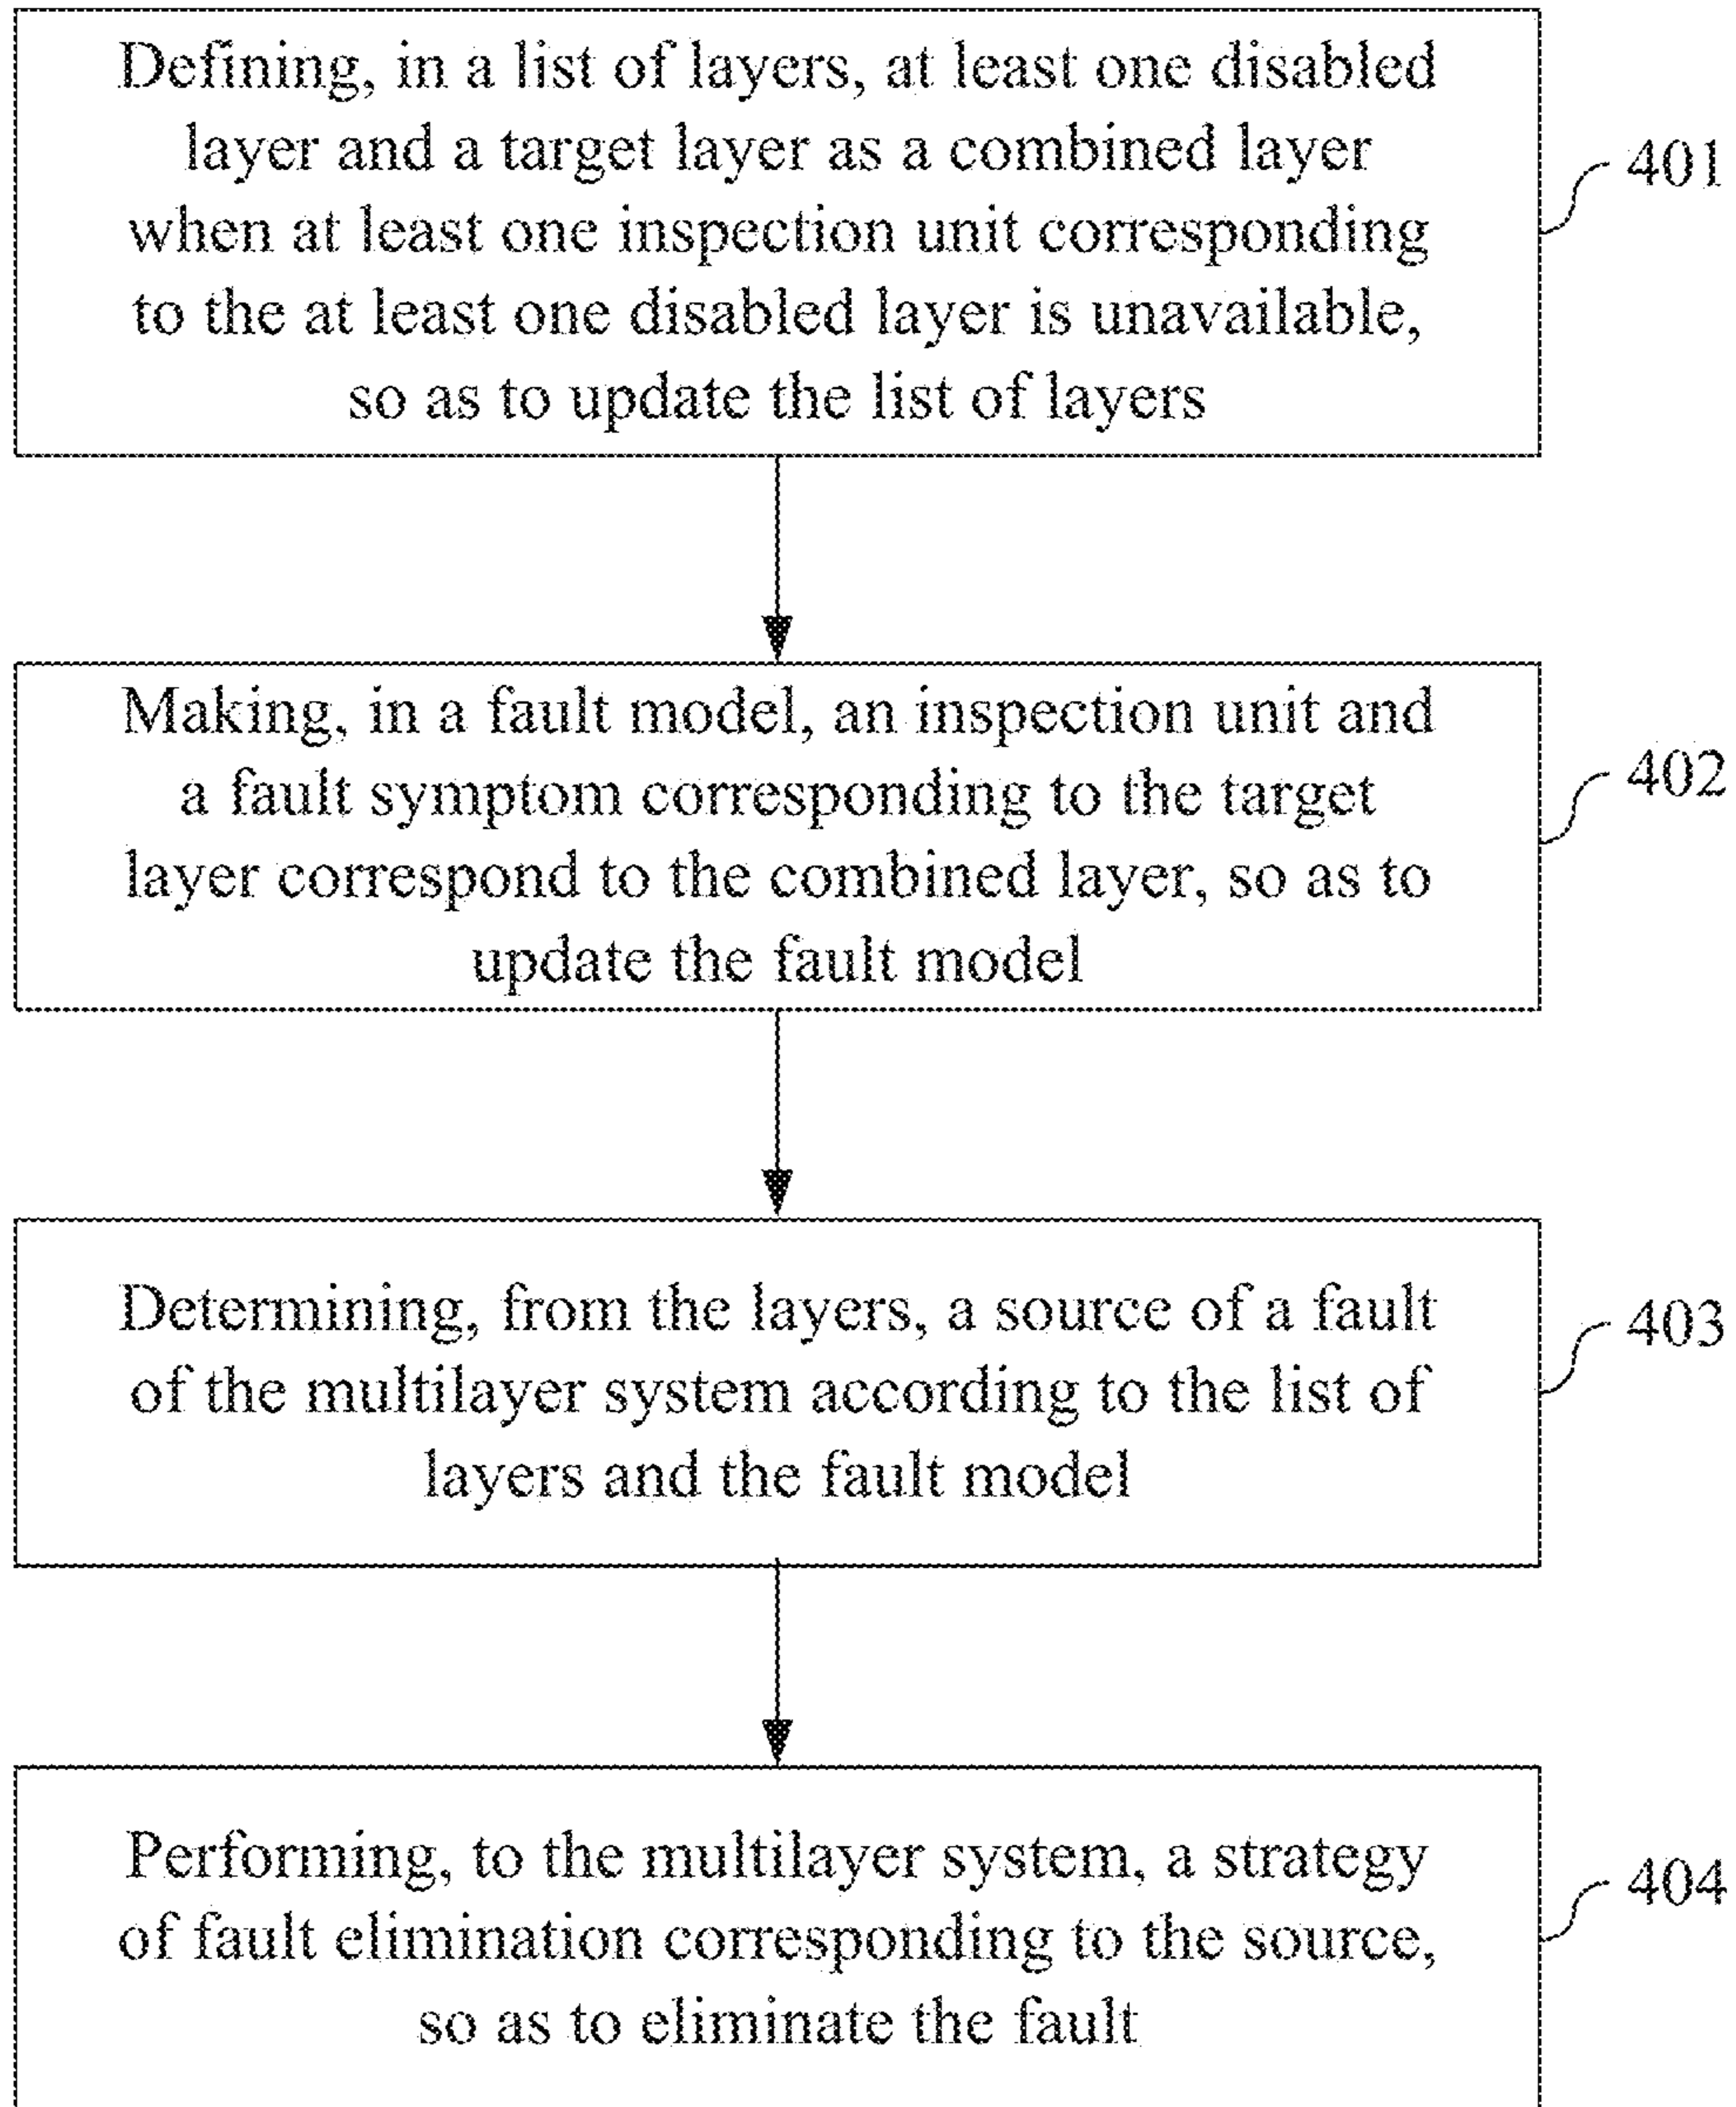 Defining, in a list of layers, at least one disabled
layer and a target layer as a combined layer
when at least one inspection unit corresponding
to the at least one disabled layer is unavailable,
so as to update the list of layers
401
Making, in a fault model, an inspection unit and
a fault symptom corresponding to the target
layer correspond to the combined layer, so as to
update the fault model
402
Determining, from the layers, a source of a fault
of the multilayer system according to the list of
layers and the fault model
403
Performing, to the multilayer system, a strategy
of fault elimination corresponding to the source,
so as to eliminate the fault
404